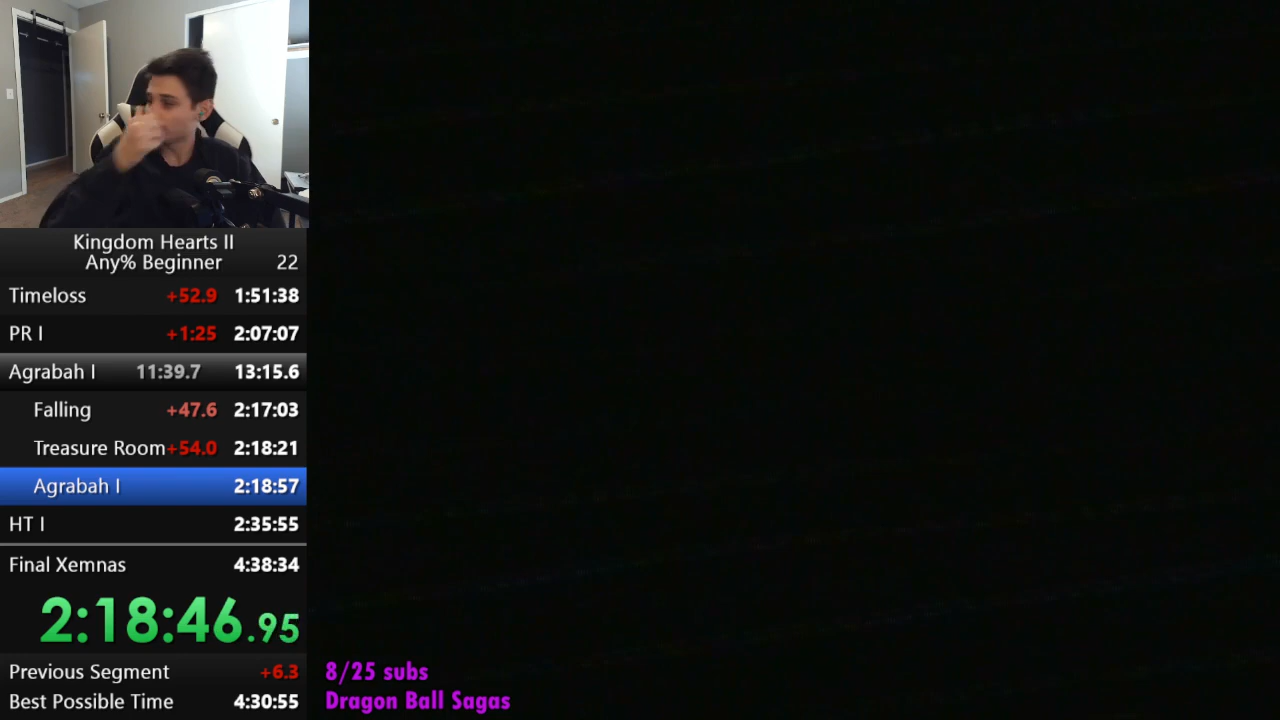 Kingdom Hearts II
Any% Beginner 22
Timeloss +52.9 1:51:38
PR I +1:25 2:07:07
Agrabah I 11:39.7 13:15.6
Falling +47.6 2:17:03
Treasure Room +54.0 2:18:21
Agrabah I 2:18:57
HT I 2:35:55
Final Xemnas 4:38:34
2:18:46.95
Previous Segment +6.3
Best Possible Time 4:30:55
8/25 subs
Dragon Ball Sagas